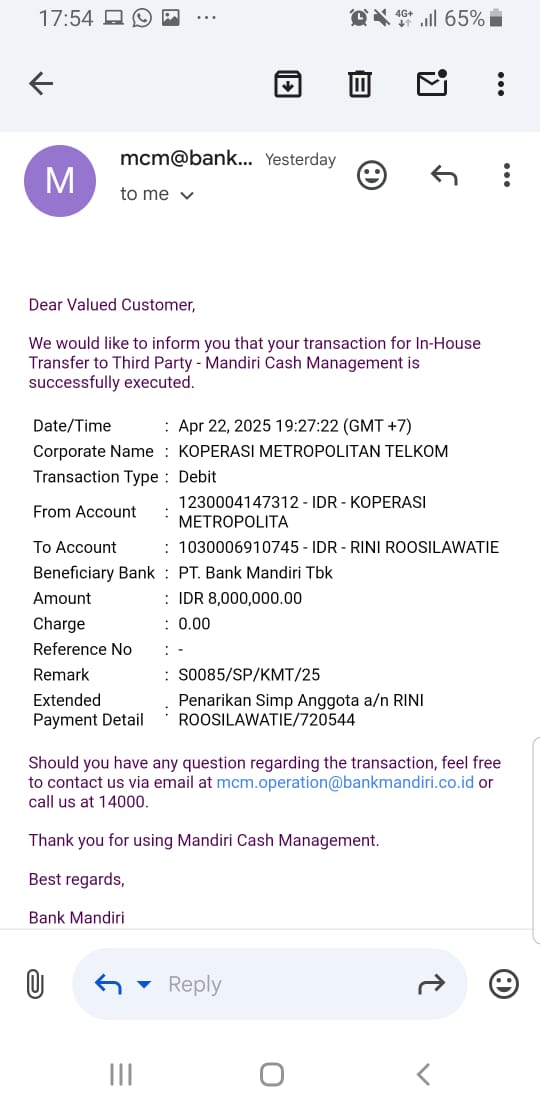 17:54 ... 4G+ 65%
M
mcm@bank... Yesterday
to me
Dear Valued Customer,
We would like to inform you that your transaction for In-House
Transfer to Third Party - Mandiri Cash Management is
successfully executed.
Date/Time : Apr 22, 2025 19:27:22 (GMT +7)
Corporate Name : KOPERASI METROPOLITAN TELKOM
Transaction Type : Debit
From Account : 1230004147312 - IDR - KOPERASI
METROPOLITA
To Account : 1030006910745 - IDR - RINI ROOSILAWATIE
Beneficiary Bank : PT. Bank Mandiri Tbk
Amount : IDR 8,000,000.00
Charge : 0.00
Reference No : -
Remark : S0085/SP/KMT/25
Extended : Penarikan Simp Anggota a/n RINI
Payment Detail ROOSILAWATIE/720544
Should you have any question regarding the transaction, feel free
to contact us via email at mcm.operation@bankmandiri.co.id or
call us at 14000.
Thank you for using Mandiri Cash Management.
Best regards,
Bank Mandiri
Reply